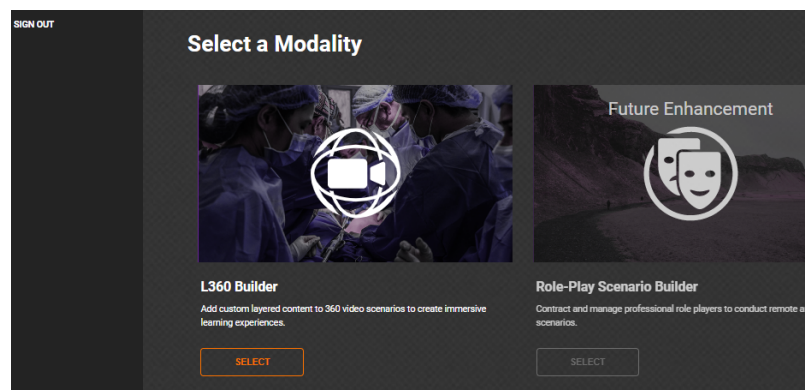 SIGN OUT
Select a Modality
Future Enhancement
L360 Builder
Add custom layered content to 360 video scenarios to create immersive
learning experiences.
SELECT
Role-Play Scenario Builder
Contract and manage professional role players to conduct remote a
scenarios.
SELECT